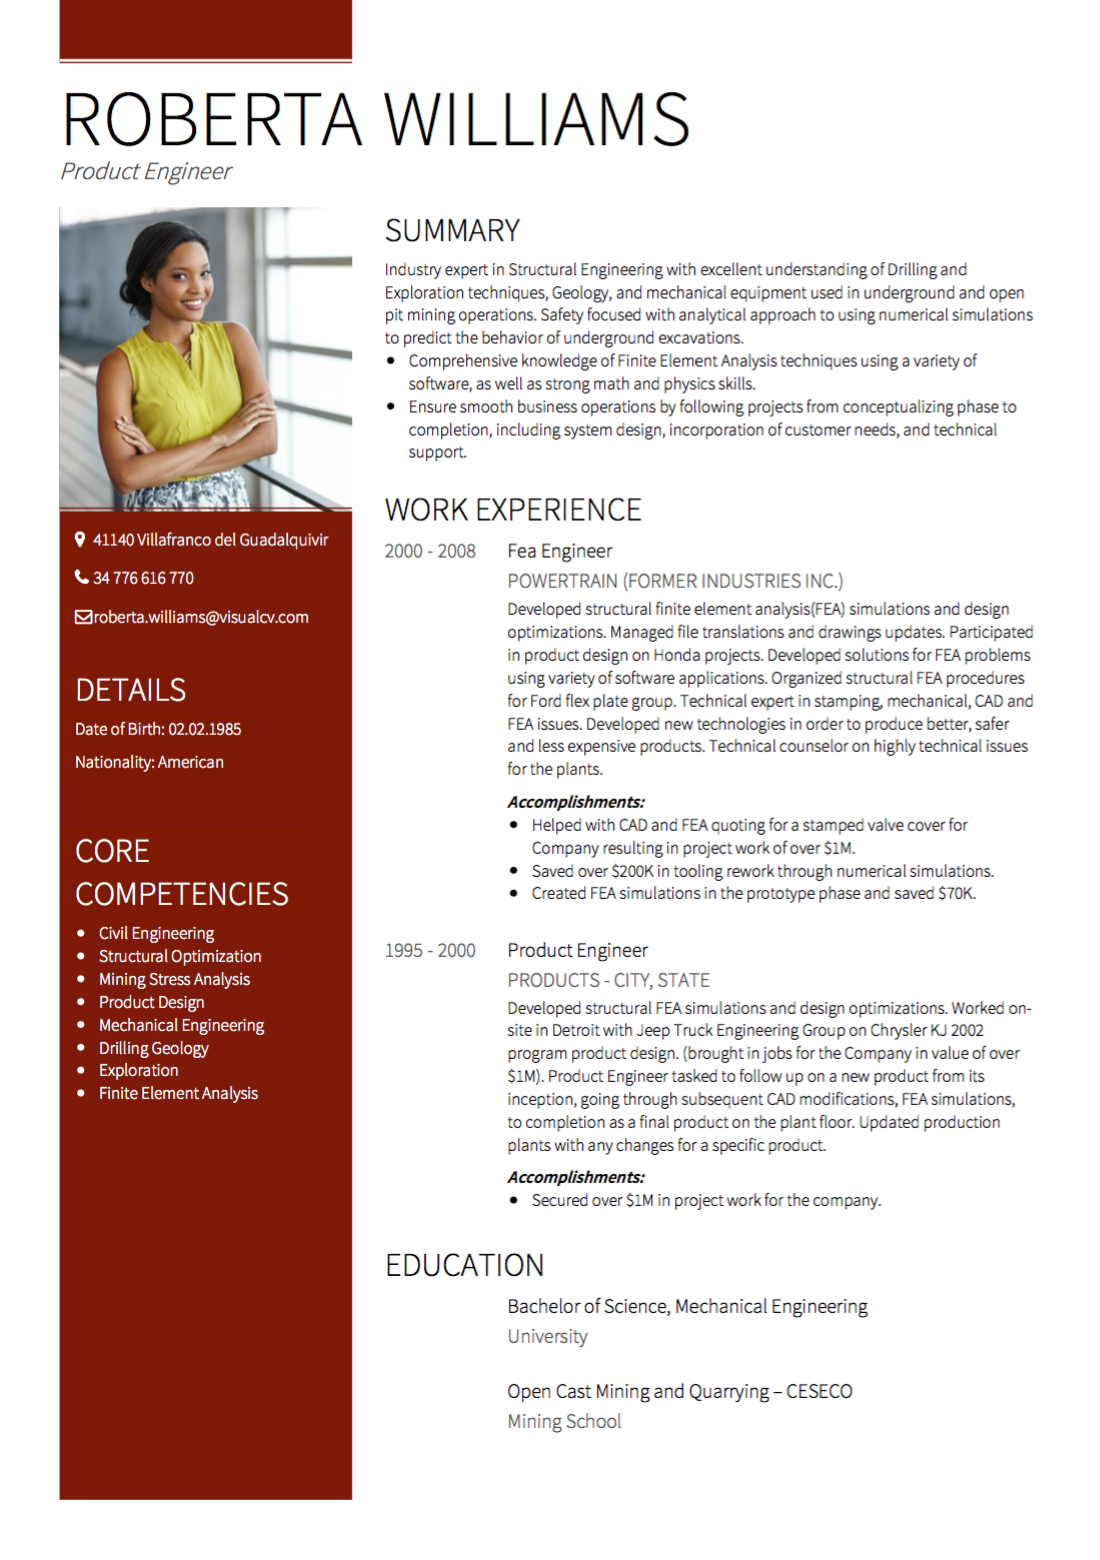 ROBERTA WILLIAMS
Product Engineer
41140 Villafranco del Guadalquivir
34 776 616 770
roberta.williams@visualcv.com
DETAILS
Date of Birth: 02.02.1985
Nationality: American
CORE
COMPETENCIES
• Civil Engineering
• Structural Optimization
• Mining Stress Analysis
• Product Design
• Mechanical Engineering
• Drilling Geology
• Exploration
• Finite Element Analysis
SUMMARY
Industry expert in Structural Engineering with excellent understanding of Drilling and
Exploration techniques, Geology, and mechanical equipment used in underground and open
pit mining operations. Safety focused with analytical approach to using numerical simulations
to predict the behavior of underground excavations.
• Comprehensive knowledge of Finite Element Analysis techniques using a variety of
software, as well as strong math and physics skills.
• Ensure smooth business operations by following projects from conceptualizing phase to
completion, including system design, incorporation of customer needs, and technical
support.
WORK EXPERIENCE
2000 - 2008 Fea Engineer
POWERTRAIN (FORMER INDUSTRIES INC.)
Developed structural finite element analysis(FEA) simulations and design
optimizations. Managed file translations and drawings updates. Participated
in product design on Honda projects. Developed solutions for FEA problems
using variety of software applications. Organized structural FEA procedures
for Ford flex plate group. Technical expert in stamping, mechanical, CAD and
FEA issues. Developed new technologies in order to produce better, safer
and less expensive products. Technical counselor on highly technical issues
for the plants.
Accomplishments:
• Helped with CAD and FEA quoting for a stamped valve cover for
Company resulting in project work of over $1M.
• Saved over $200K in tooling rework through numerical simulations.
• Created FEA simulations in the prototype phase and saved $70K.
1995 - 2000 Product Engineer
PRODUCTS - CITY, STATE
Developed structural FEA simulations and design optimizations. Worked on-
site in Detroit with Jeep Truck Engineering Group on Chrysler KJ 2002
program product design. (brought in jobs for the Company in value of over
$1M). Product Engineer tasked to follow up on a new product from its
inception, going through subsequent CAD modifications, FEA simulations,
to completion as a final product on the plant floor. Updated production
plants with any changes for a specific product.
Accomplishments:
• Secured over $1M in project work for the company.
EDUCATION
Bachelor of Science, Mechanical Engineering
University
Open Cast Mining and Quarrying – CESECO
Mining School